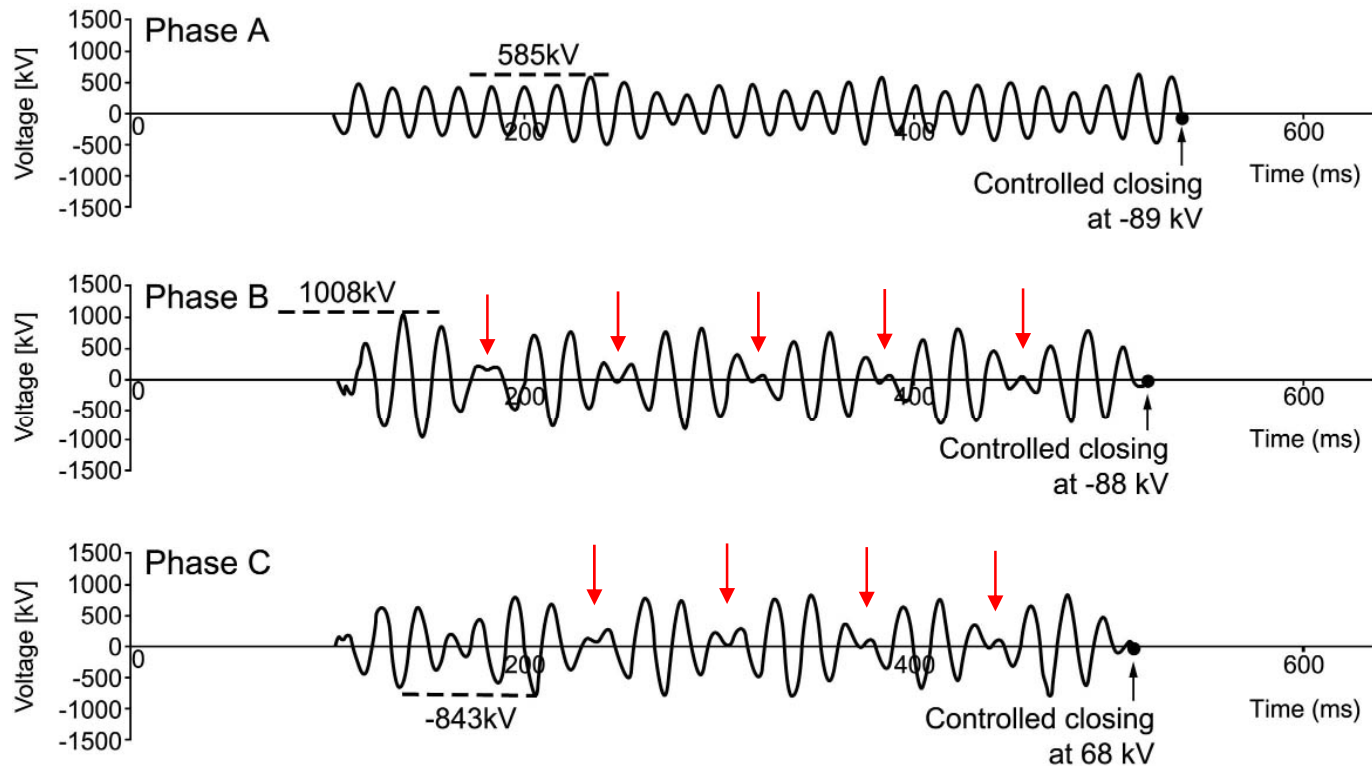 Voltage [kV]
1500
1000
500
0
-500
-1000
-1500
Phase A
585kV
0
200
400
600
Time (ms)
Controlled closing
at -89 kV
Voltage [kV]
1500
1000
500
0
-500
-1000
-1500
Phase B
1008kV
0
200
400
600
Time (ms)
Controlled closing
at -88 kV
Voltage [kV]
1500
1000
500
0
-500
-1000
-1500
Phase C
-843kV
0
200
400
600
Time (ms)
Controlled closing
at 68 kV